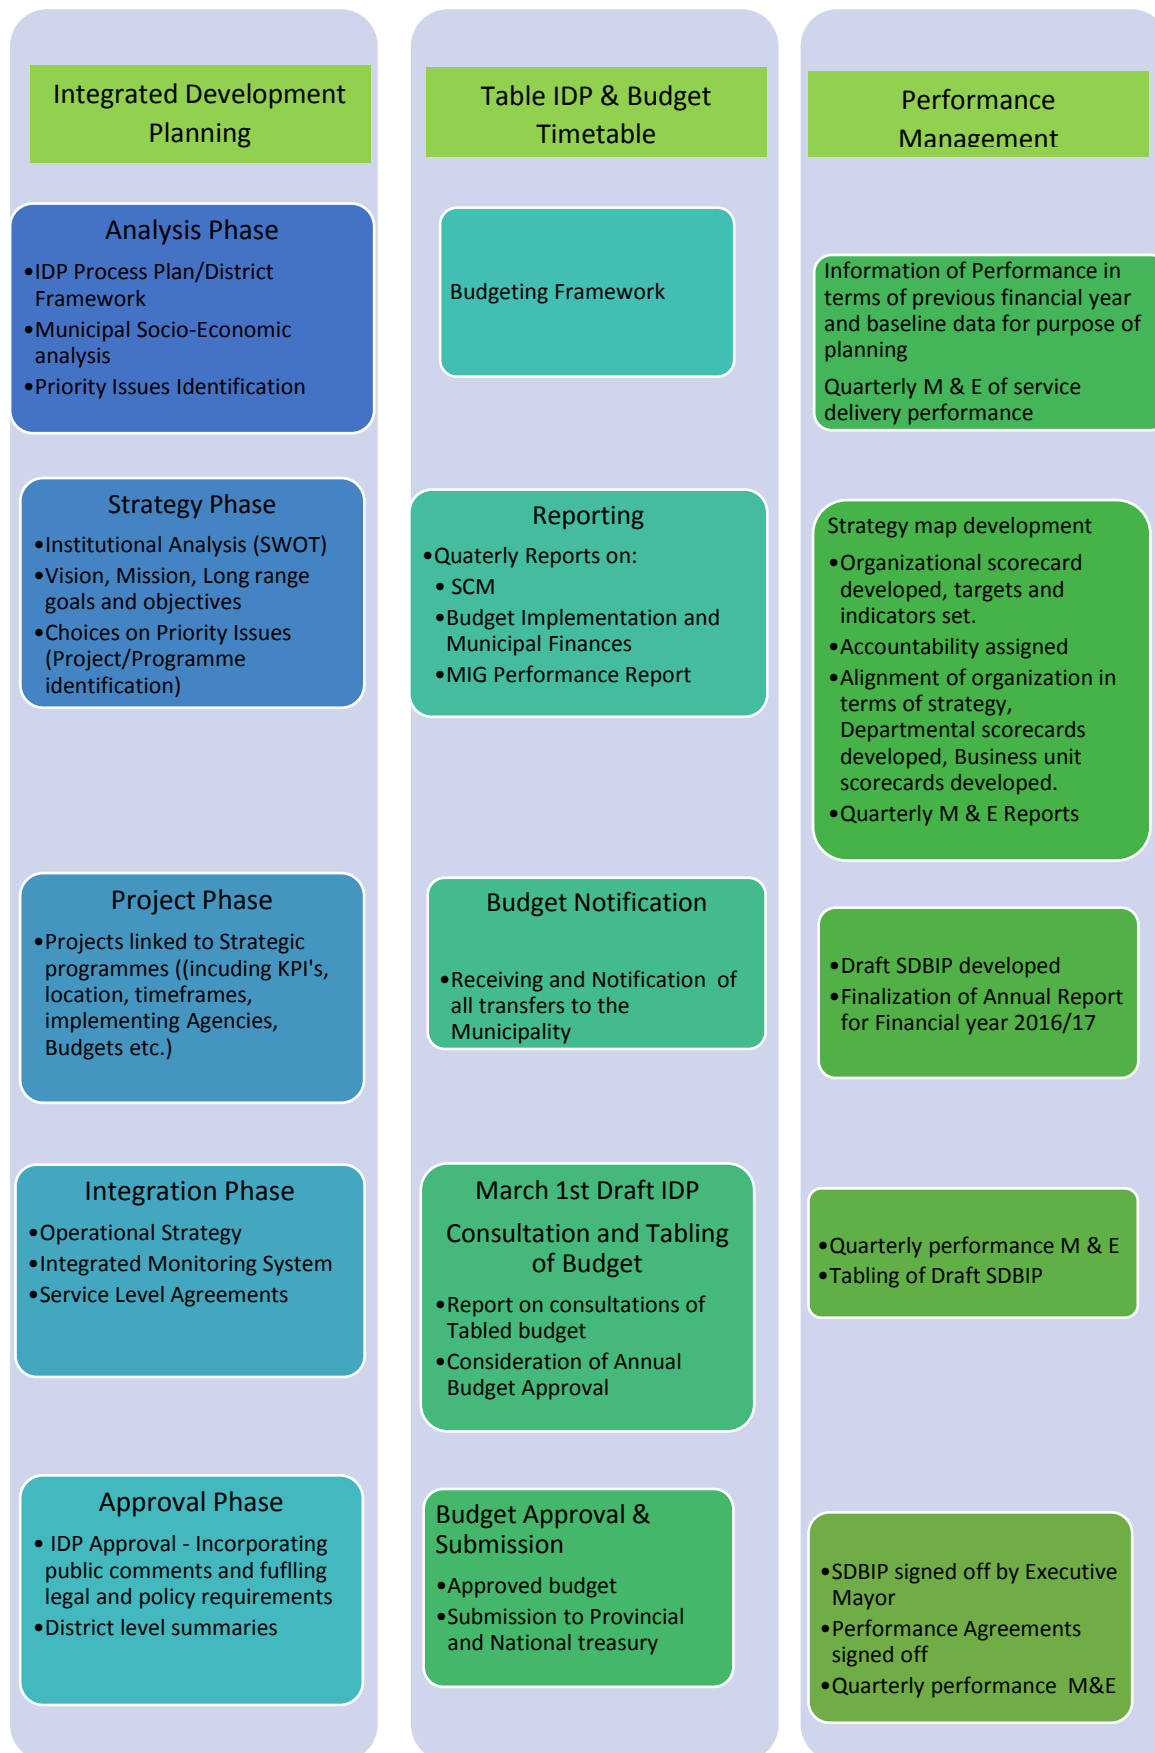 Integrated Development
Planning
Analysis Phase
•IDP Process Plan/District
Framework
•Municipal Socio-Economic
analysis
•Priority Issues Identification
Strategy Phase
•Institutional Analysis (SWOT)
•Vision, Mission, Long range
goals and objectives
•Choices on Priority Issues
(Project/Programme
identification)
Project Phase
•Projects linked to Strategic
programmes ((incuding KPI's,
location, timeframes,
implementing Agencies,
Budgets etc.)
Integration Phase
•Operational Strategy
•Integrated Monitoring System
•Service Level Agreements
Approval Phase
• IDP Approval - Incorporating
public comments and fuflling
legal and policy requirements
•District level summaries
Table IDP & Budget
Timetable
Budgeting Framework
Reporting
•Quaterly Reports on:
• SCM
•Budget Implementation and
Municipal Finances
•MIG Performance Report
Budget Notification
•Receiving and Notification of
all transfers to the
Municipality
March 1st Draft IDP
Consultation and Tabling
of Budget
•Report on consultations of
Tabled budget
•Consideration of Annual
Budget Approval
Budget Approval &
Submission
•Approved budget
•Submission to Provincial
and National treasury
Performance
Management
Information of Performance in
terms of previous financial year
and baseline data for purpose of
planning
Quarterly M & E of service
delivery performance
Strategy map development
•Organizational scorecard
developed, targets and
indicators set.
•Accountability assigned
•Alignment of organization in
terms of strategy,
Departmental scorecards
developed, Business unit
scorecards developed.
•Quarterly M & E Reports
•Draft SDBIP developed
•Finalization of Annual Report
for Financial year 2016/17
•Quarterly performance M & E
•Tabling of Draft SDBIP
•SDBIP signed off by Executive
Mayor
•Performance Agreements
signed off
•Quarterly performance M&E